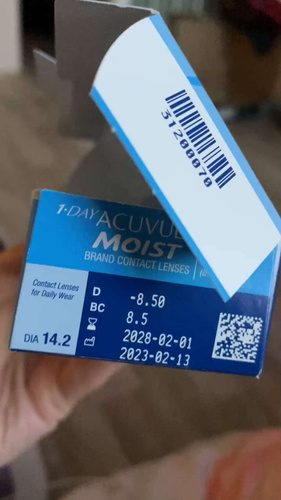 51200070
1-DAY ACUVUE
MOIST
BRAND CONTACT LENSES
Contact Lenses
for Daily Wear
D -8.50
BC 8.5
2028-02-01
2023-02-13
DIA 14.2